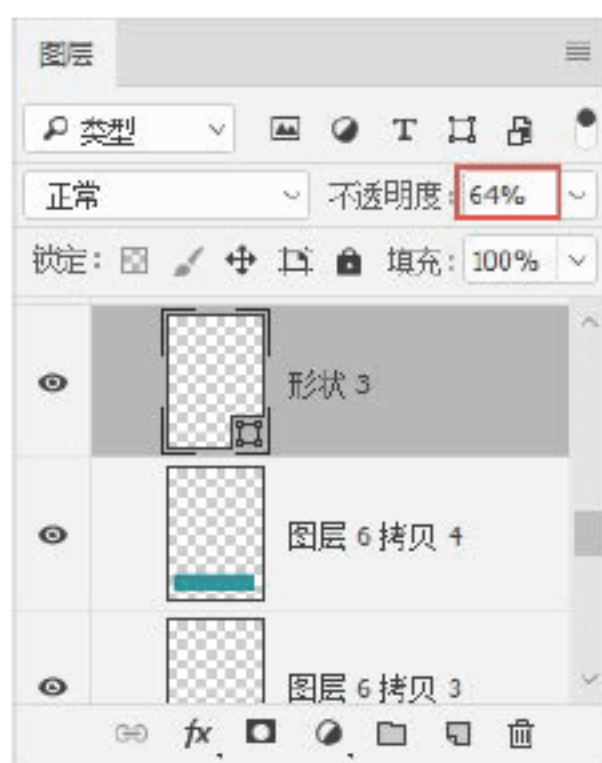 图层
类型
正常 不透明度: 64%
锁定: 填充: 100%
形状 3
图层 6 拷贝 4
图层 6 拷贝 3
fx